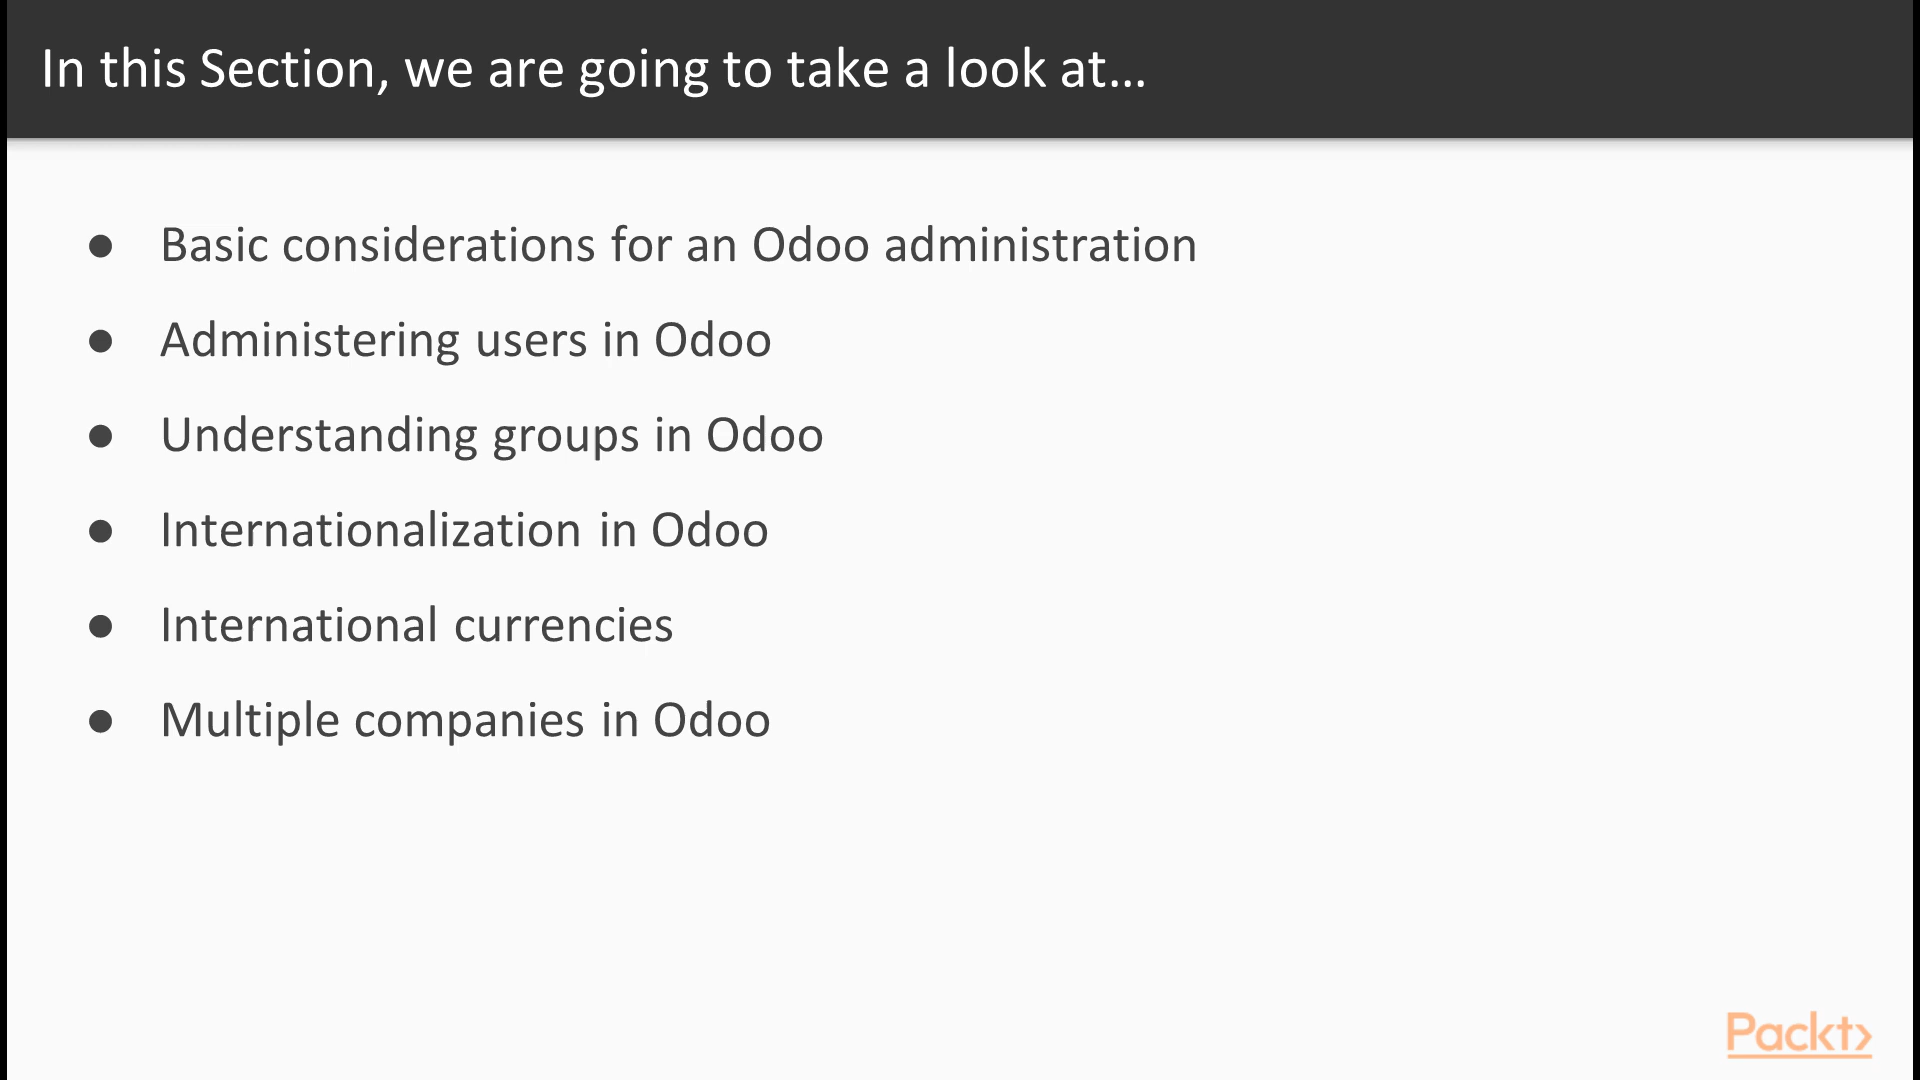 In this Section, we are going to take a look at...
● Basic considerations for an Odoo administration
● Administering users in Odoo
● Understanding groups in Odoo
● Internationalization in Odoo
● International currencies
● Multiple companies in Odoo
Packt>